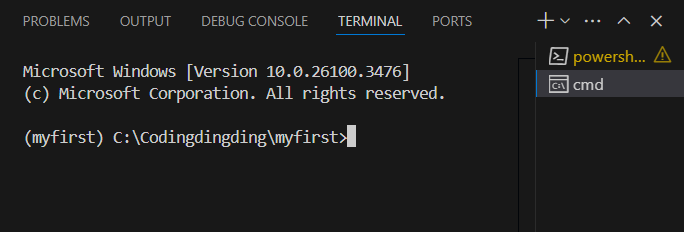 PROBLEMS OUTPUT DEBUG CONSOLE TERMINAL PORTS
powersh...
cmd
Microsoft Windows [Version 10.0.26100.3476]
(c) Microsoft Corporation. All rights reserved.
(myfirst) C:\Codingdingding\myfirst>